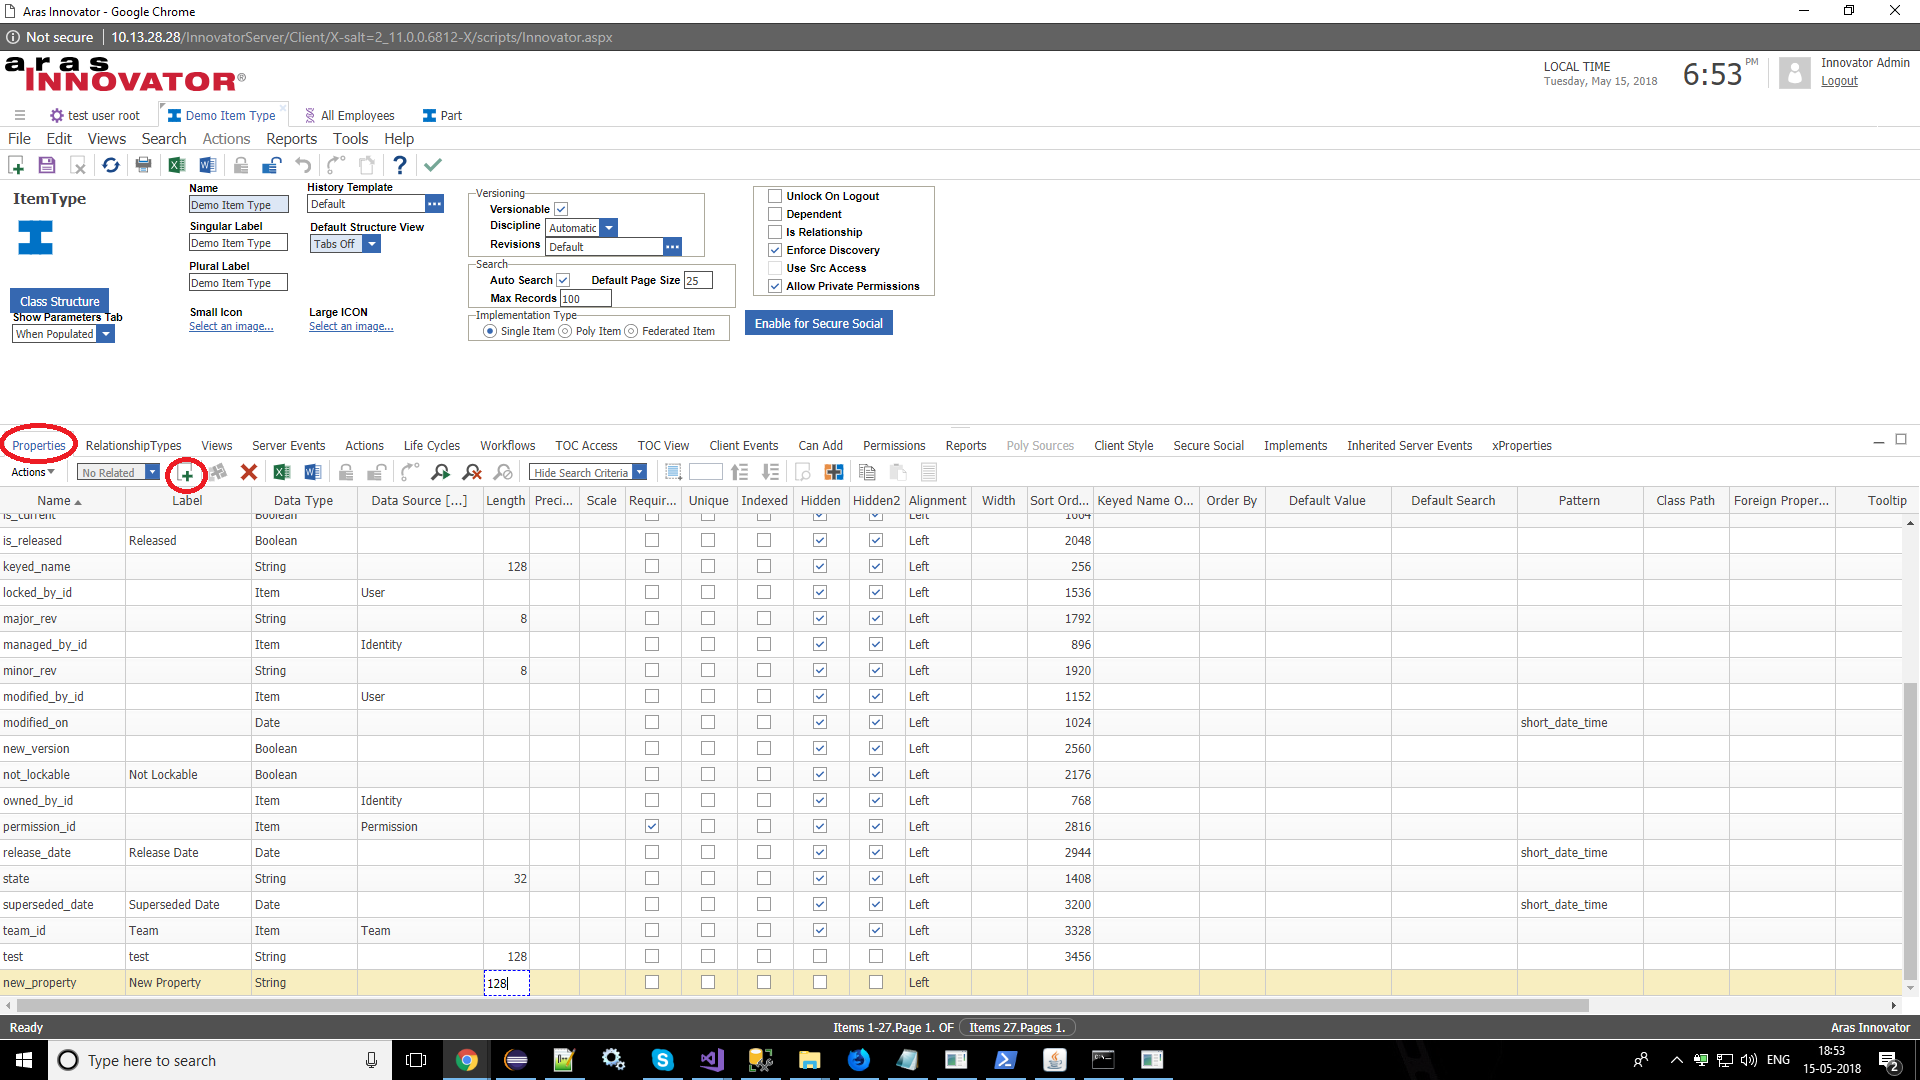 Aras Innovator - Google Chrome
Not secure 10.13.28.28/InnovatorServer/Client/X-salt=2_11.0.0.6812-X/scripts/Innovator.aspx
aras INNOVATOR®
LOCAL TIME
Tuesday, May 15, 2018
6:53 PM
Innovator Admin
Logout
test user root Demo Item Type All Employees Part
File Edit Views Search Actions Reports Tools Help
ItemType
Class Structure
Show Parameters Tab
When Populated
Name
Demo Item Type
Singular Label
Demo Item Type
Plural Label
Demo Item Type
Small Icon
Select an image...
History Template
Default
Default Structure View
Tabs Off
Large ICON
Select an image...
Versioning
Versionable
Discipline Automatic
Revisions Default
Search
Auto Search Default Page Size 25
Max Records 100
Implementation Type
Single Item Poly Item Federated Item
Unlock On Logout
Dependent
Is Relationship
Enforce Discovery
Use Src Access
Allow Private Permissions
Enable for Secure Social
Properties RelationshipTypes Views Server Events Actions Life Cycles Workflows TOC Access TOC View Client Events Can Add Permissions Reports Poly Sources Client Style Secure Social Implements Inherited Server Events xProperties
Actions No Related Hide Search Criteria
Name Label Data Type Data Source [...] Length Preci... Scale Requir... Unique Indexed Hidden Hidden2 Alignment Width Sort Ord... Keyed Name O... Order By Default Value Default Search Pattern Class Path Foreign Proper... Tooltip
is_current Boolean Left 1664
is_released Released Boolean Left 2048
keyed_name String 128 Left 256
locked_by_id Item User Left 1536
major_rev String 8 Left 1792
managed_by_id Item Identity Left 896
minor_rev String 8 Left 1920
modified_by_id Item User Left 1152
modified_on Date Left 1024 short_date_time
new_version Boolean Left 2560
not_lockable Not Lockable Boolean Left 2176
owned_by_id Item Identity Left 768
permission_id Item Permission Left 2816
release_date Release Date Date Left 2944 short_date_time
state String 32 Left 1408
superseded_date Superseded Date Date Left 3200 short_date_time
team_id Team Item Team Left 3328
test test String 128 Left 3456
new_property New Property String 128 Left
Ready Items 1-27.Page 1. OF Items 27.Pages 1. Aras Innovator
Type here to search ENG 18:53
15-05-2018 2